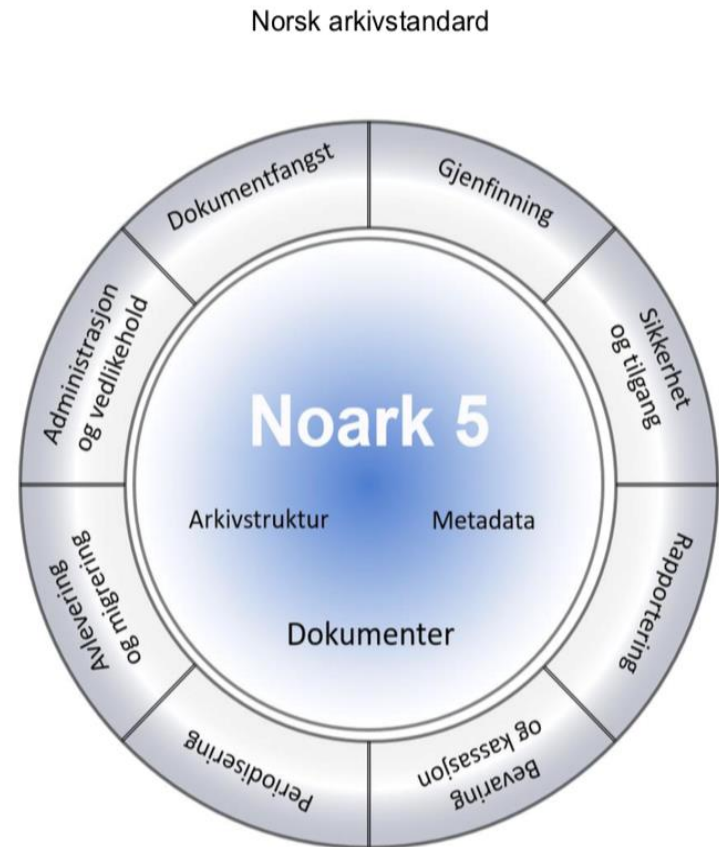 Norsk arkivstandard
Dokumentfangst
Gjenfinning
Sikkerhet
og tilgang
Rapportering
Bevaring
og kassasjon
Periodisering
Avlevering
og migrering
Administrasjon
og vedlikehold
Noark 5
Arkivstruktur
Metadata
Dokumenter